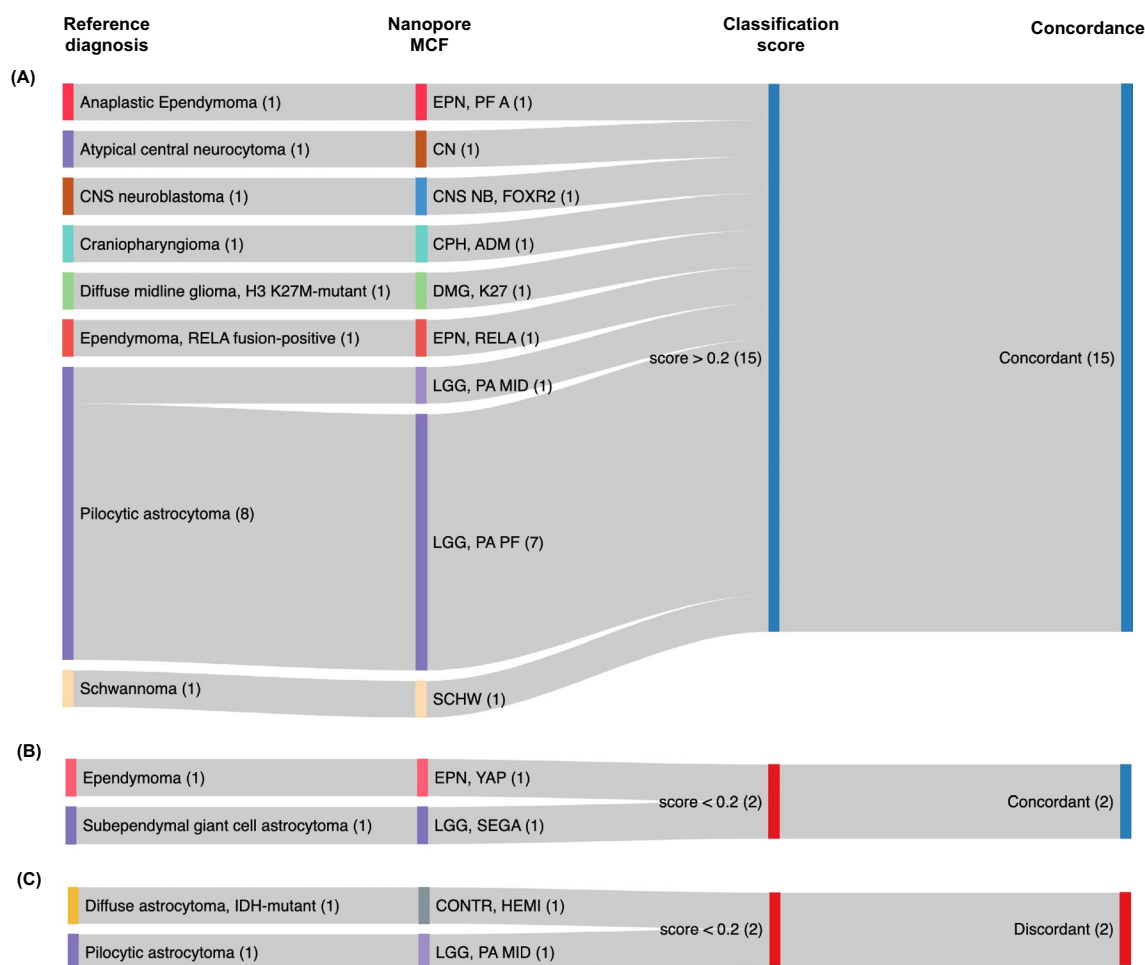 Reference
diagnosis
Nanopore
MCF
Classification
score
Concordance
(A)
Anaplastic Ependymoma (1)
EPN, PF A (1)
Atypical central neurocytoma (1)
CN (1)
CNS neuroblastoma (1)
CNS NB, FOXR2 (1)
Craniopharyngioma (1)
CPH, ADM (1)
Diffuse midline glioma, H3 K27M-mutant (1)
DMG, K27 (1)
Ependymoma, RELA fusion-positive (1)
EPN, RELA (1)
score > 0.2 (15)
Concordant (15)
LGG, PA MID (1)
Pilocytic astrocytoma (8)
LGG, PA PF (7)
Schwannoma (1)
SCHW (1)
(B)
Ependymoma (1)
EPN, YAP (1)
score < 0.2 (2)
Concordant (2)
Subependymal giant cell astrocytoma (1)
LGG, SEGA (1)
(C)
Diffuse astrocytoma, IDH-mutant (1)
CONTR, HEMI (1)
score < 0.2 (2)
Discordant (2)
Pilocytic astrocytoma (1)
LGG, PA MID (1)